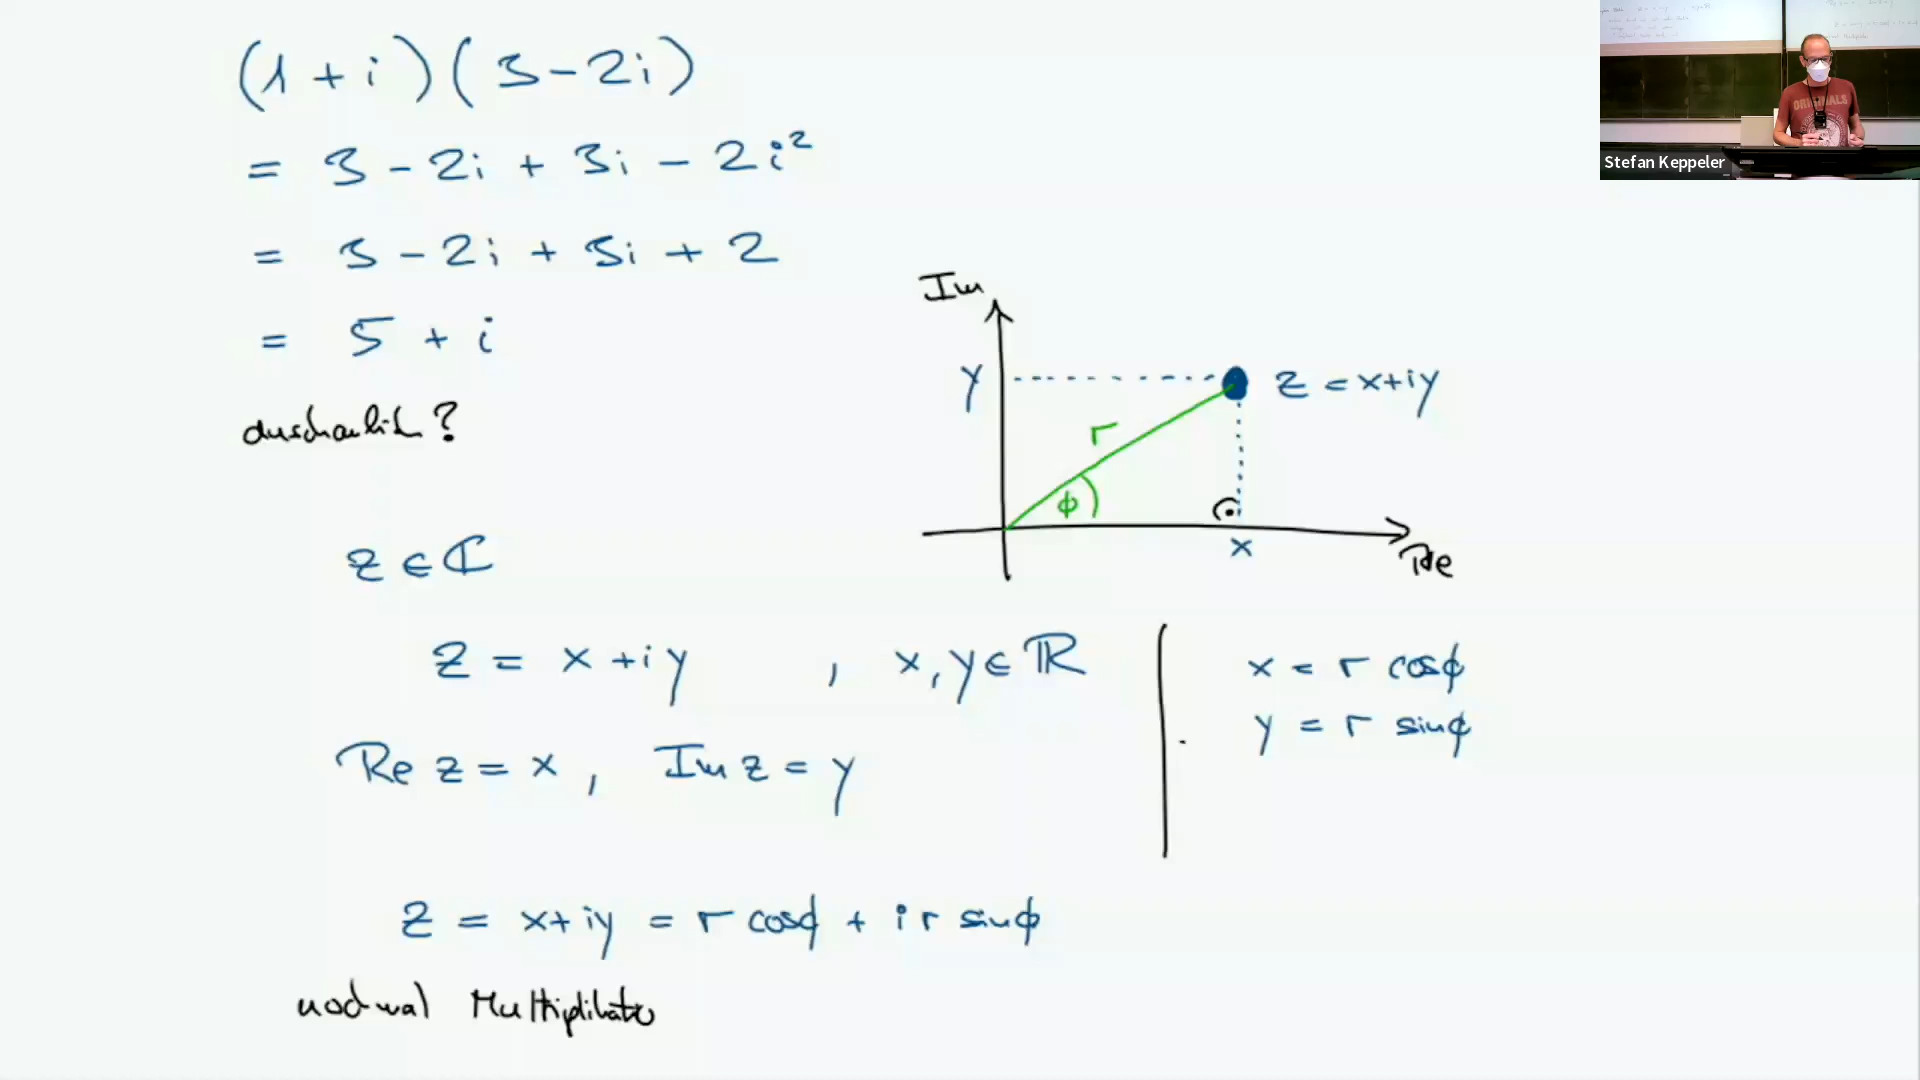 (1+i)(3-2i)
= 3-2i + 3i - 2i²
= 3-2i + 3i + 2
= 5 + i
anschaulich?
z ∈ ℂ
z = x+iy , x,y ∈ ℝ
Re z = x , Im z = y
z = x+iy = r cosϕ + i r sinϕ
nochmal Multiplikation
Im
y
z = x+iy
r
ϕ
x
Re
x = r cosϕ
y = r sinϕ
ORIGINALS
Stefan Keppeler